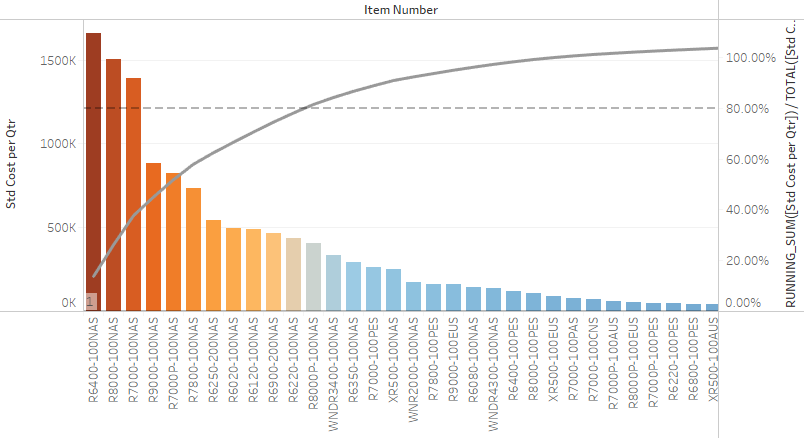 Item Number
Std Cost per Qtr
1500K
1000K
500K
0K
1
100.00%
80.00%
60.00%
40.00%
20.00%
0.00%
RUNNING_SUM([Std Cost per Qtr]) / TOTAL([Std C..
R6400-100NAS
R8000-100NAS
R7000-100NAS
R9000-100NAS
R7000P-100NAS
R7800-100NAS
R6250-200NAS
R6020-100NAS
R6120-100NAS
R6900-200NAS
R6220-100NAS
R8000P-100NAS
WNDR3400-100NAS
R6350-100NAS
R7000-100PES
XR500-100NAS
WNR2000-100NAS
R7800-100PES
R9000-100EUS
R6080-100NAS
WNDR4300-100NAS
R6400-100PES
R8000-100PES
XR500-100EUS
R7000-100PAS
R7000-100CNS
R7000P-100AUS
R8000P-100EUS
R7000P-100PES
R6220-100PES
R6800-100PES
XR500-100AUS